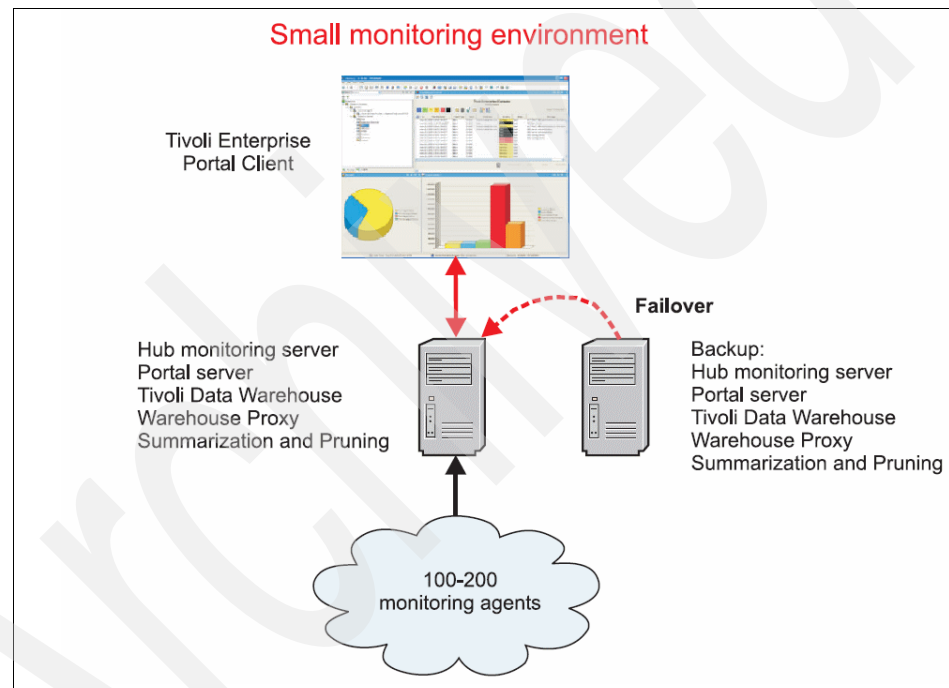 Small monitoring environment
Tivoli Enterprise
Portal Client
Failover
Hub monitoring server
Portal server
Tivoli Data Warehouse
Warehouse Proxy
Summarization and Pruning
Backup:
Hub monitoring server
Portal server
Tivoli Data Warehouse
Warehouse Proxy
Summarization and Pruning
100-200
monitoring agents
Archived